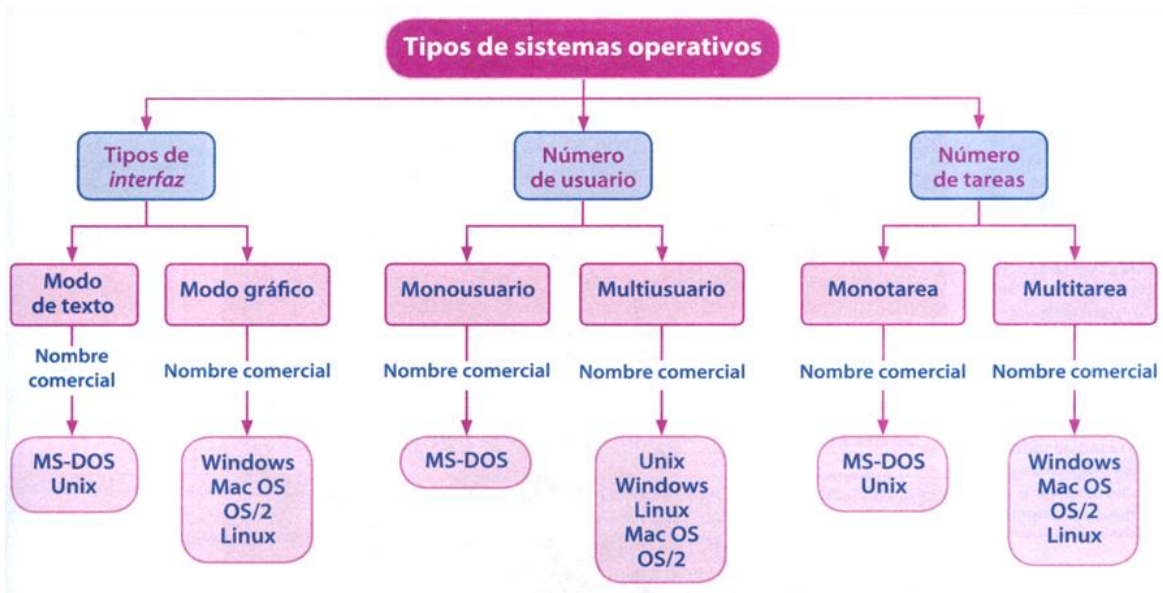 Tipos de sistemas operativos
Tipos de
interfaz
Número
de usuario
Número
de tareas
Modo
de texto
Modo gráfico
Monousuario
Multiusuario
Monotarea
Multitarea
Nombre
comercial
Nombre comercial
Nombre comercial
Nombre comercial
Nombre comercial
Nombre comercial
MS-DOS
Unix
Windows
Mac OS
OS/2
Linux
MS-DOS
Unix
Windows
Linux
Mac OS
OS/2
MS-DOS
Unix
Windows
Mac OS
OS/2
Linux